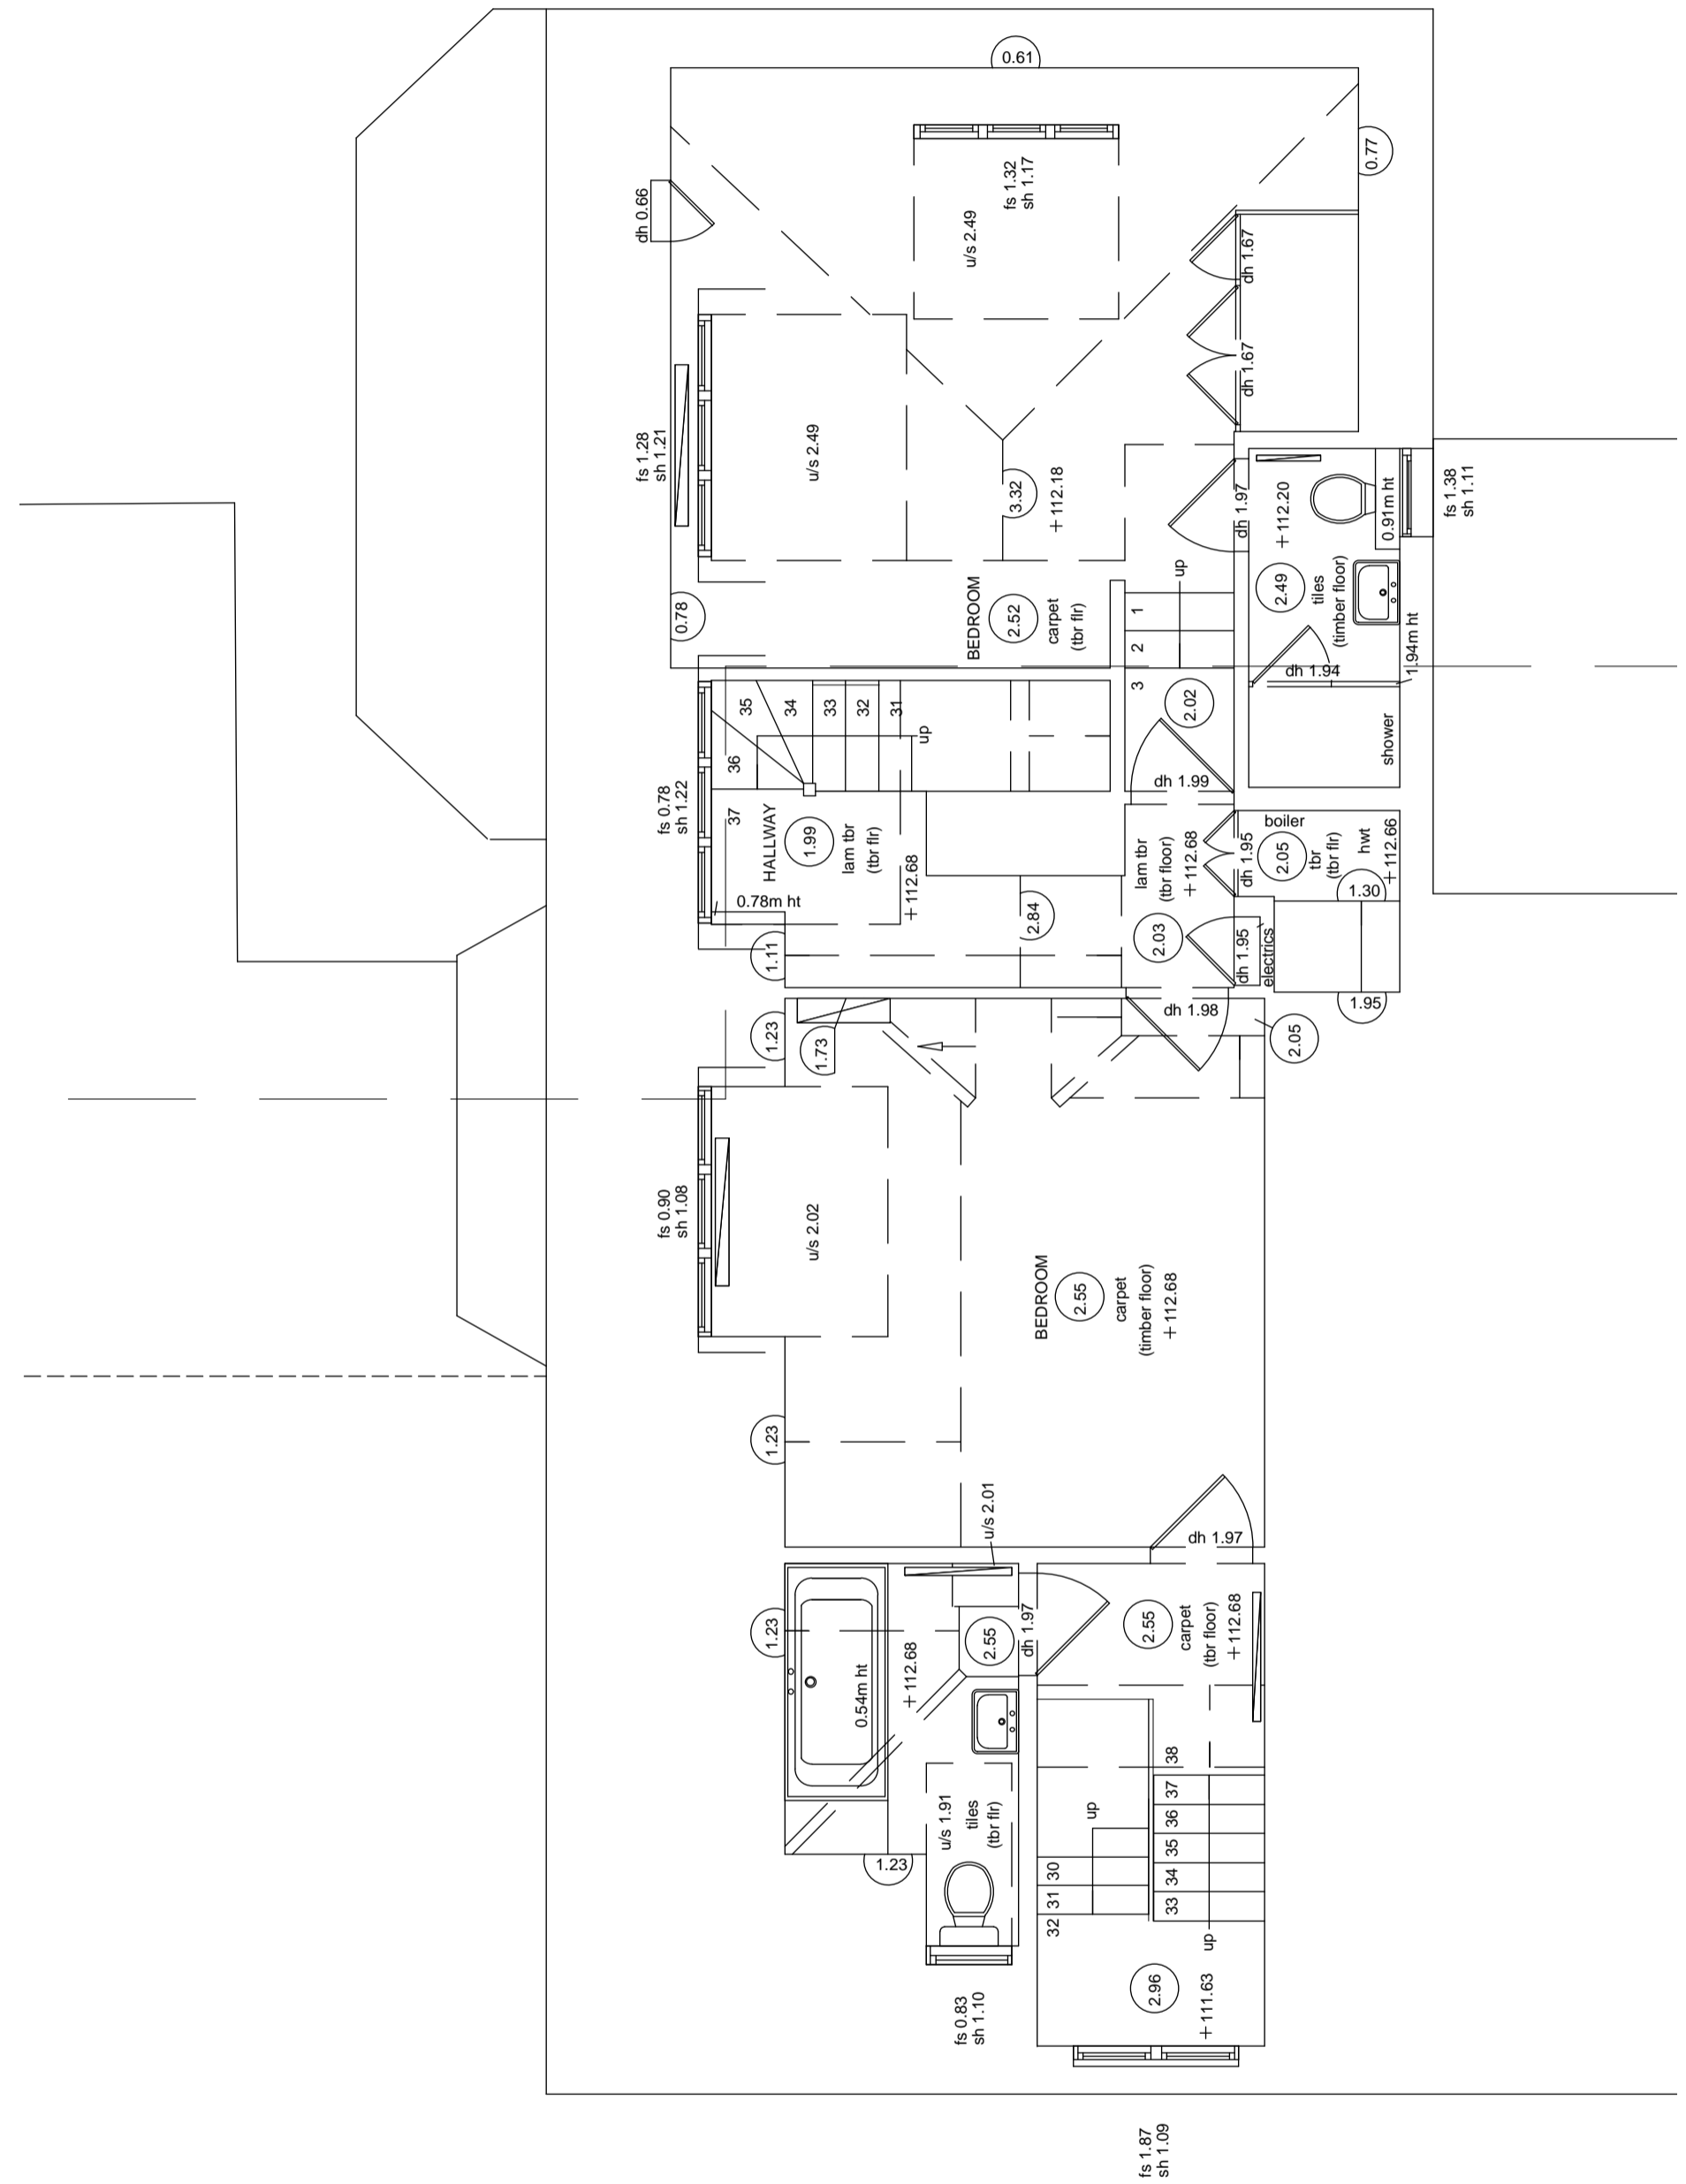 0.61
dh 0.66
fs 1.32
sh 1.17
u/s 2.49
0.77
dh 1.67
dh 1.67
fs 1.28
sh 1.21
u/s 2.49
3.32
+112.18
0.78
BEDROOM
2.52
carpet
(tbr flr)
1
2
3
up
dh 1.97
+112.20
2.49
tiles
(timber floor)
0.91m ht
fs 1.38
sh 1.11
dh 1.94
1.94m ht
shower
2.02
dh 1.99
35
34
33
32
31
36
37
up
fs 0.78
sh 1.22
HALLWAY
1.99
lam tbr
(tbr flr)
+112.68
0.78m ht
1.11
2.84
lam tbr
(tbr floor)
+112.68
2.03
boiler
dh 1.95
2.05
tbr
(tbr flr)
hwt
+112.66
1.30
dh 1.95
electrics
1.95
dh 1.98
2.05
1.23
1.73
fs 0.90
sh 1.08
u/s 2.02
BEDROOM
2.55
carpet
(timber floor)
+112.68
1.23
u/s 2.01
dh 1.97
1.23
0.54m ht
+112.68
2.55
dh 1.97
2.55
carpet
(tbr floor)
+112.68
u/s 1.91
tiles
(tbr flr)
1.23
up
30
31
32
38
37
36
35
34
33
up
2.96
+111.63
fs 0.83
sh 1.10
fs 1.87
sh 1.09